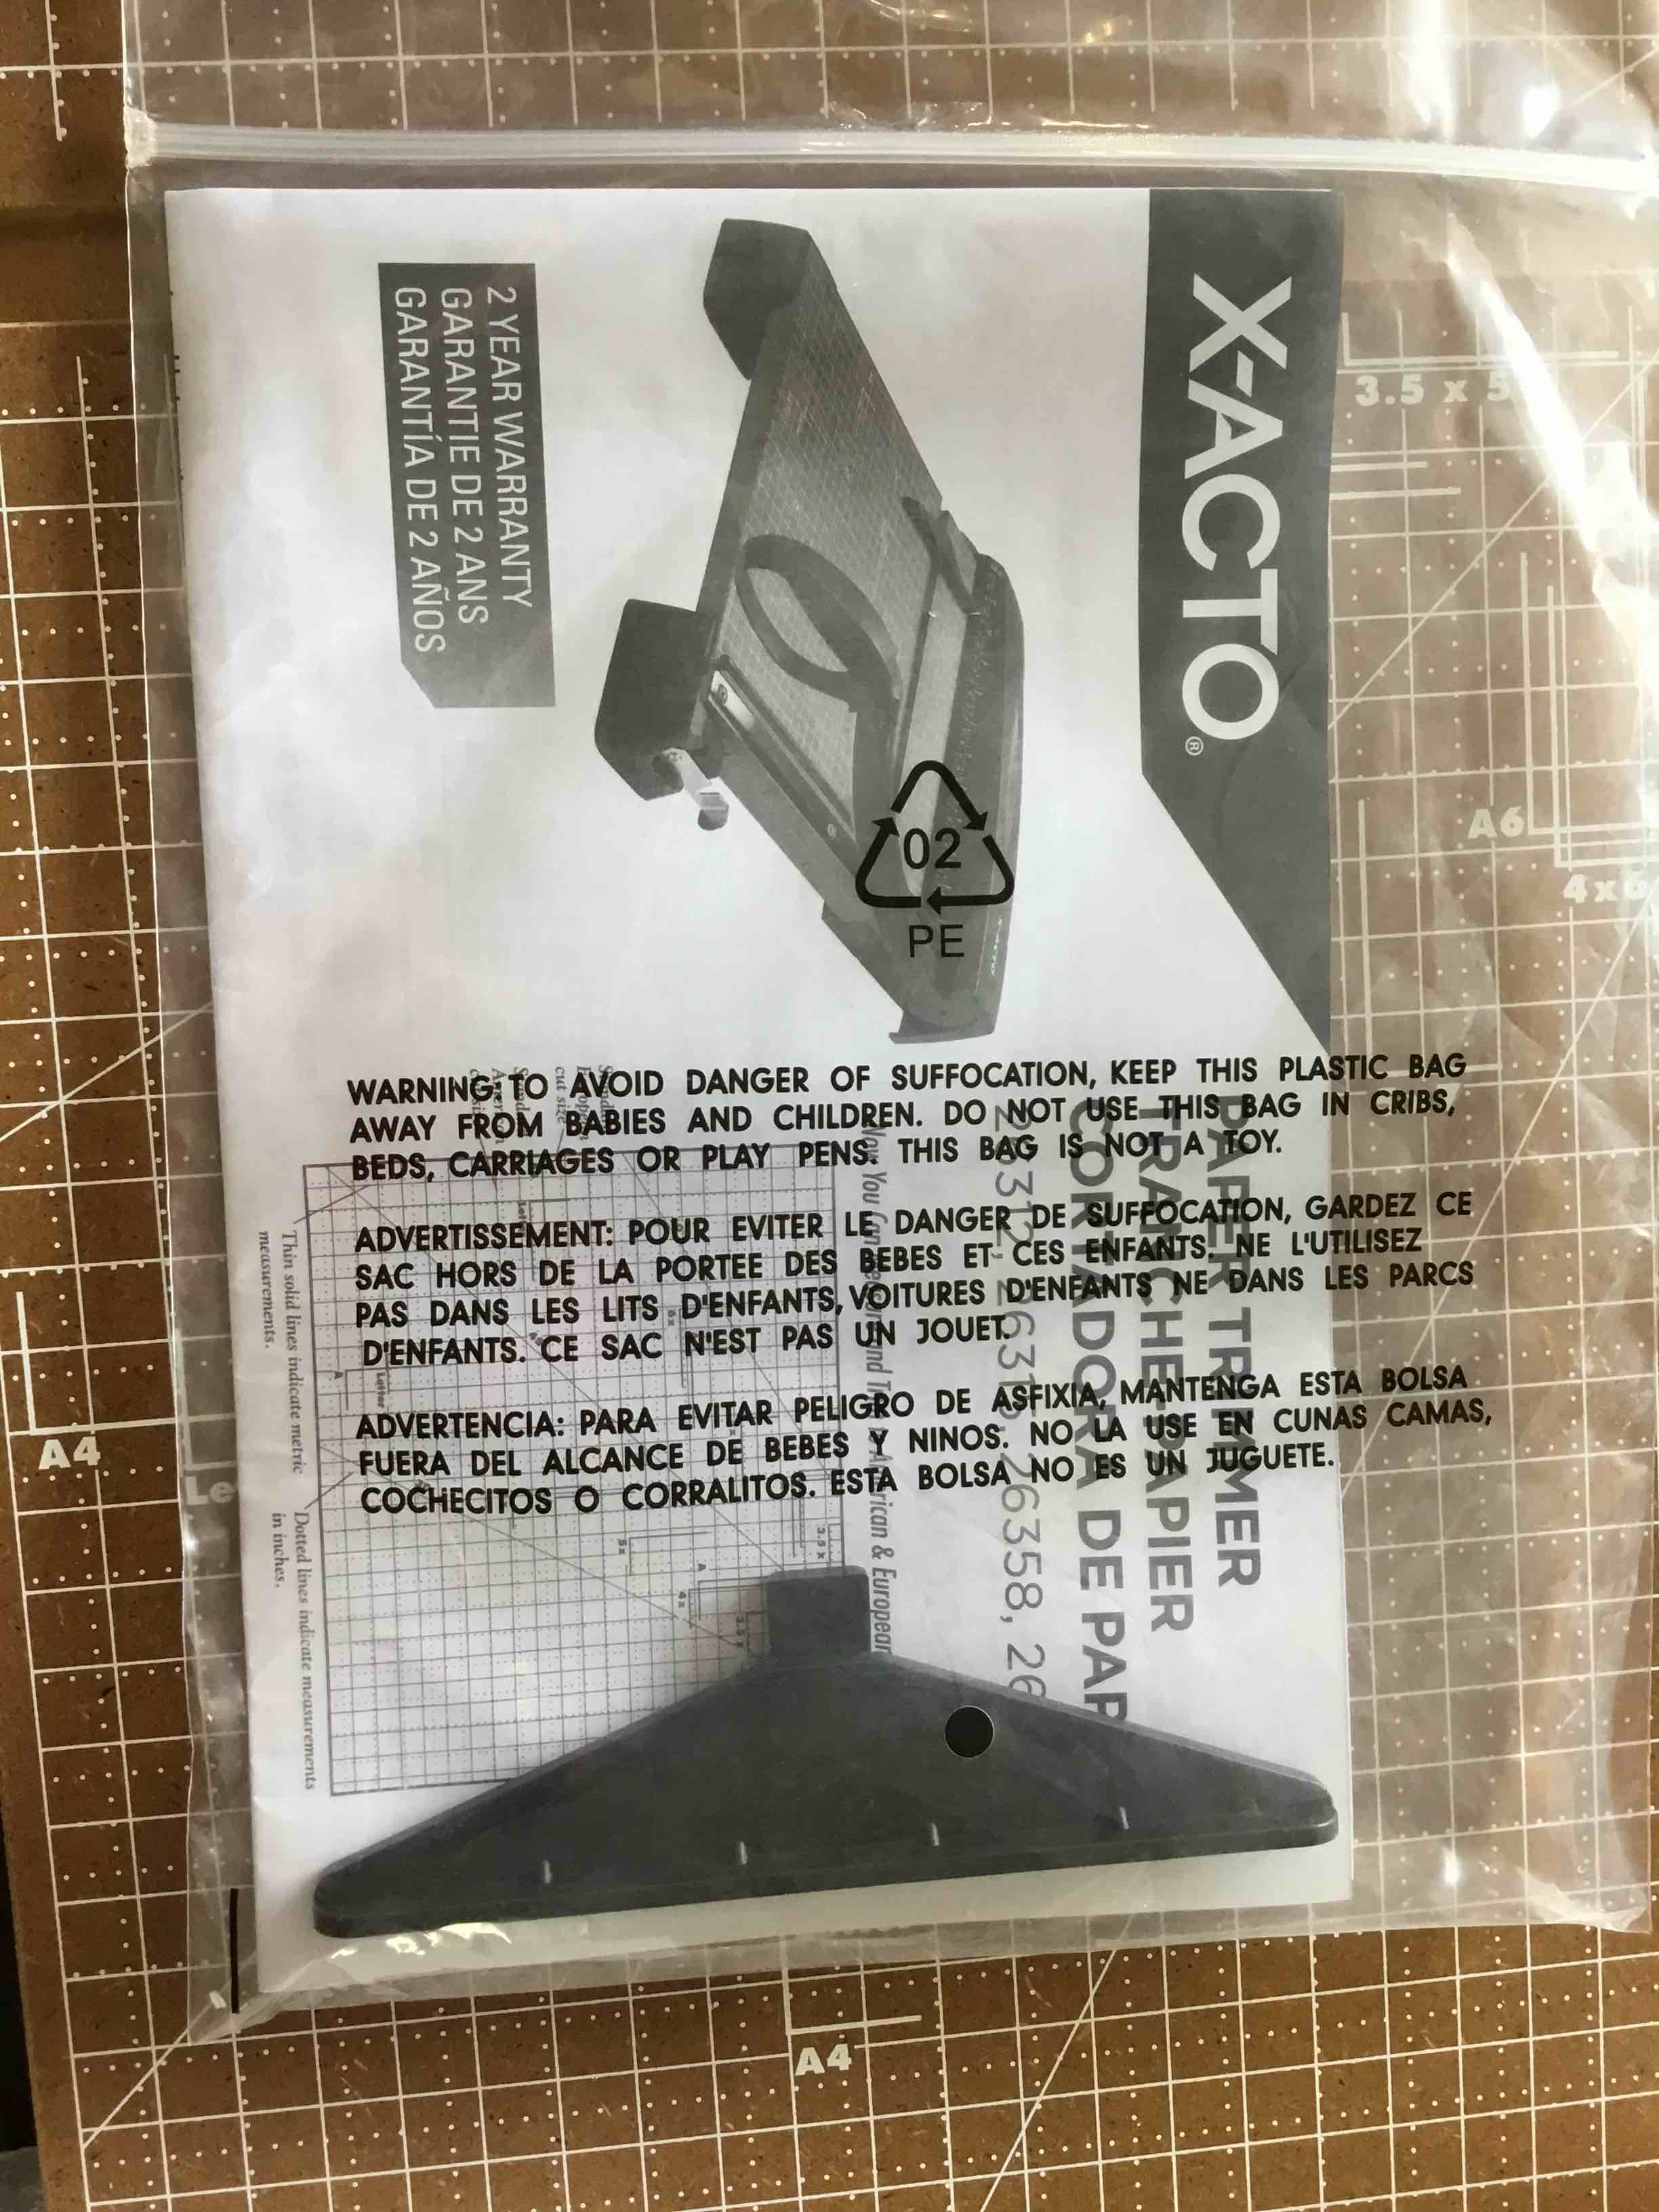 3.5 x 5
A6
4x6
X-ACTO®
2 YEAR WARRANTY
GARANTIE DE 2 ANS
GARANTÍA DE 2 AÑOS
02
PE
WARNING: TO AVOID DANGER OF SUFFOCATION, KEEP THIS PLASTIC BAG
AWAY FROM BABIES AND CHILDREN. DO NOT USE THIS BAG IN CRIBS,
BEDS, CARRIAGES OR PLAY PENS. THIS BAG IS NOT A TOY.
ADVERTISSEMENT: POUR EVITER LE DANGER DE SUFFOCATION, GARDEZ CE
SAC HORS DE LA PORTEE DES BEBES ET CES ENFANTS. NE L'UTILISEZ
PAS DANS LES LITS D'ENFANTS, VOITURES D'ENFANTS NE DANS LES PARCS
D'ENFANTS. CE SAC N'EST PAS UN JOUET.
ADVERTENCIA: PARA EVITAR PELIGRO DE ASFIXIA, MANTENGA ESTA BOLSA
FUERA DEL ALCANCE DE BEBES Y NINOS. NO LA USE EN CUNAS CAMAS,
COCHECITOS O CORRALITOS. ESTA BOLSA NO ES UN JUGUETE.
PAPER TRIMMER
TRANCHE-PAPIER
CORTADORA DE PAP
26312, 26315, 26358, 26
American & European
Thin solid lines indicate metric
measurements.
Dotted lines indicate measurements
in inches.
A4
Le
A4